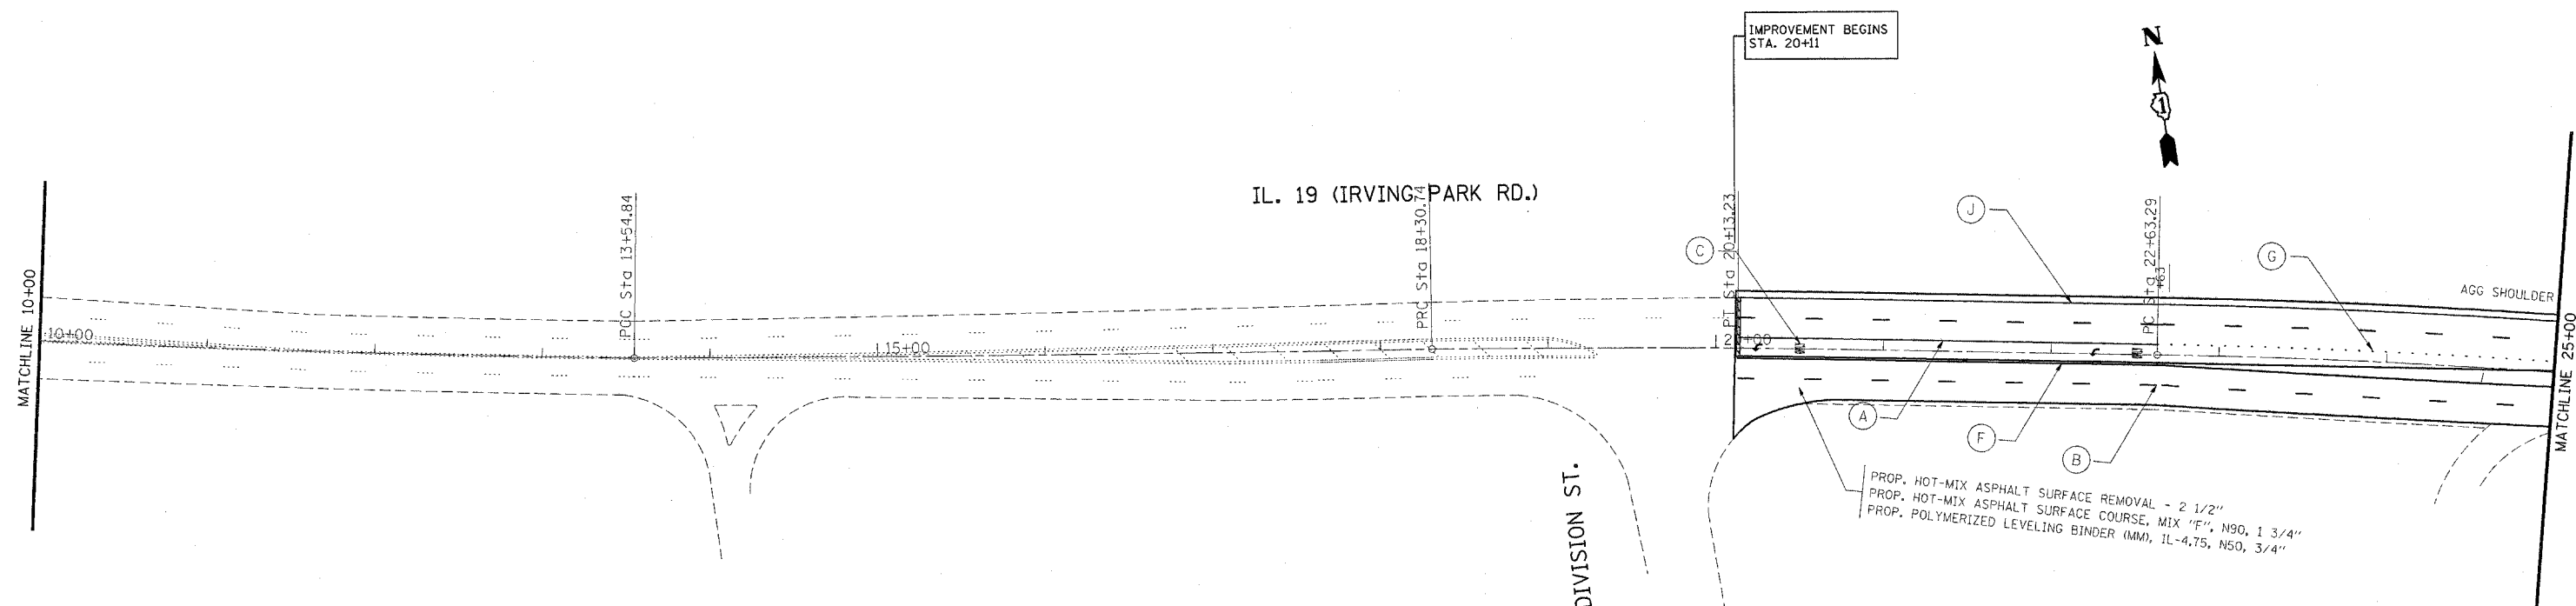 IMPROVEMENT BEGINS
STA. 20+11
N
1
IL. 19 (IRVING PARK RD.)
MATCHLINE 10+00
10+00
PCC Sta 13+54.84
15+00
PRC Sta 18+30.74
PT Sta 20+13.23
PC Sta 22+63.29
+63
C
J
G
AGG SHOULDER
MATCHLINE 25+00
A
F
B
DIVISION ST.
PROP. HOT-MIX ASPHALT SURFACE REMOVAL - 2 1/2"
PROP. HOT-MIX ASPHALT SURFACE COURSE, MIX "F", N90, 1 3/4"
PROP. POLYMERIZED LEVELING BINDER (MM), IL-4.75, N50, 3/4"